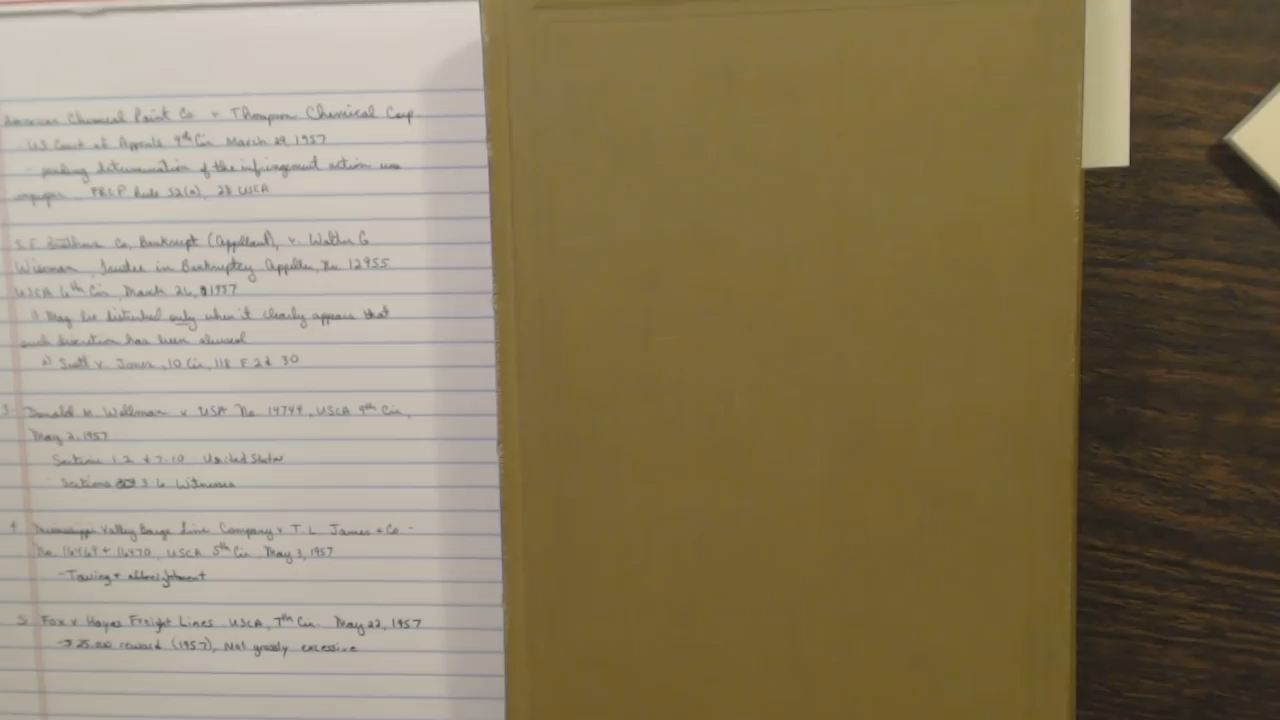 American Chemical Paint Co v Thompson Chemical Corp
- US Court of Appeals 9th Cir March 29 1957
- pending determination of the infringement action was
FRCP Rule 52(a), 28 USCA
Co, Bankrupt (Appellant), v. Walter G
Wiseman, Trustee in Bankruptcy Appellee, No 12955
USCA 6th Cir, March 26, 1957
1) May be disturbed only when it clearly appears that
such discretion has been abused
a) Scott v. Jones, 10 Cir, 118 F 2d 30
3. Donald M. Wellman v USA No 14749, USCA 9th Cir,
May 2, 1957
Sections 1-2 & 7-10 United States
Sections 3-6 Witnesses
4. Mississippi Valley Barge Line Company v T. L. James & Co -
No. 16469 + 16470, USCA 5th Cir May 3, 1957
- Towing + affreightment
5. Fox v Hayes Freight Lines USCA, 7th Cir. May 22, 1957
25,000 reward (1957), Not grossly excessive